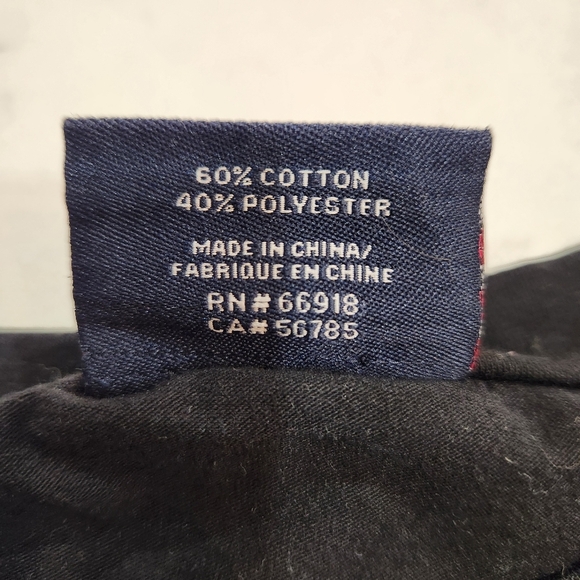 60% COTTON
40% POLYESTER
MADE IN CHINA/
FABRIQUE EN CHINE
RN# 66918
CA# 56785